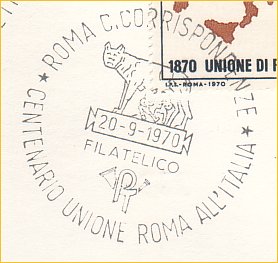 ROMA C. CORRISPONDENZE
20-9-1970
FILATELICO
PT
CENTENARIO UNIONE ROMA ALL'ITALIA
1870 UNIONE DI
I.P.S.-ROMA-1970